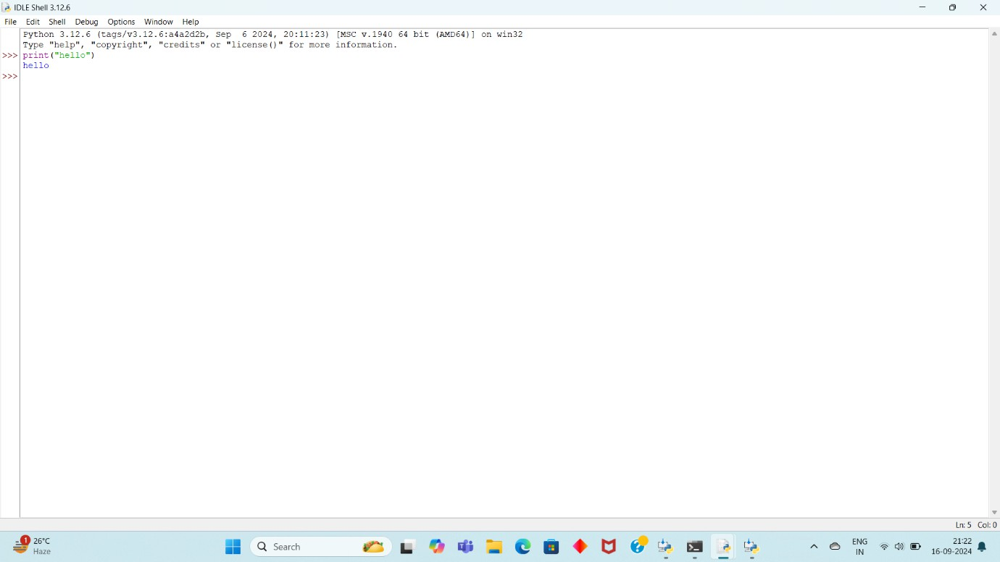 IDLE Shell 3.12.6
File Edit Shell Debug Options Window Help
Python 3.12.6 (tags/v3.12.6:a4a2d2b, Sep  6 2024, 20:11:23) [MSC v.1940 64 bit (AMD64)] on win32
Type "help", "copyright", "credits" or "license()" for more information.
>>> print("hello")
hello
>>>
Ln: 5 Col: 0
1 26°C
Haze
Search
ENG
IN
21:22
16-09-2024